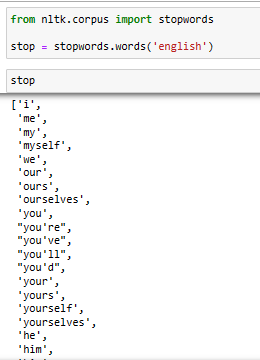 from nltk.corpus import stopwords
stop = stopwords.words('english')
stop
['i',
'me',
'my',
'myself',
'we',
'our',
'ours',
'ourselves',
'you',
"you're",
"you've",
"you'll",
"you'd",
'your',
'yours',
'yourself',
'yourselves',
'he',
'him',